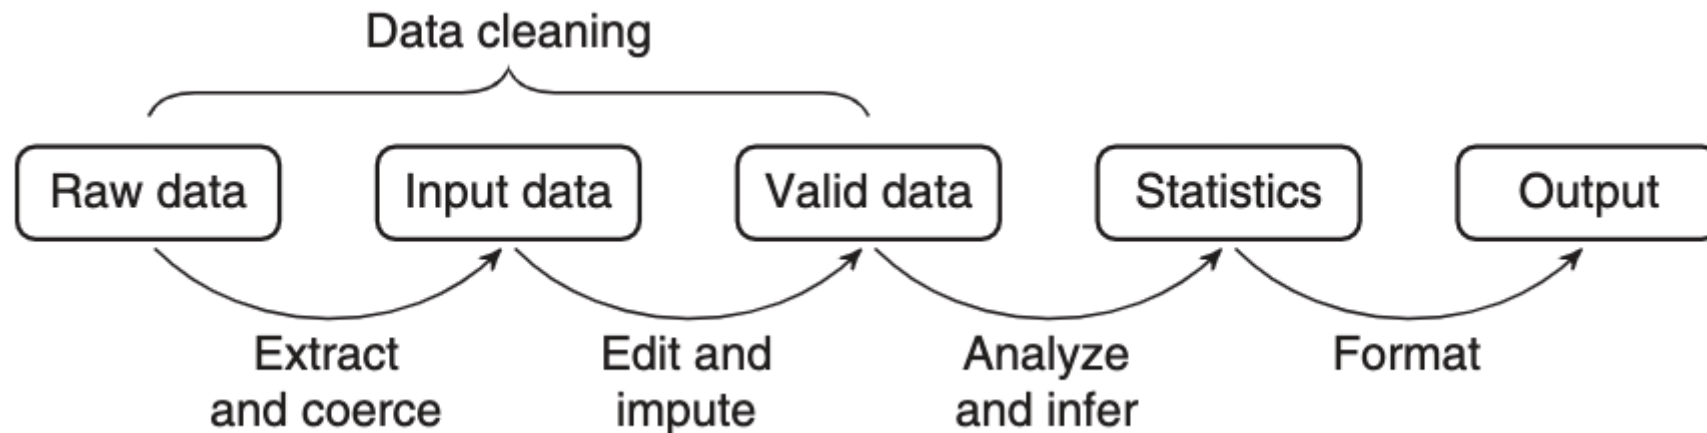 Data cleaning
Raw data
Input data
Valid data
Statistics
Output
Extract
and coerce
Edit and
impute
Analyze
and infer
Format